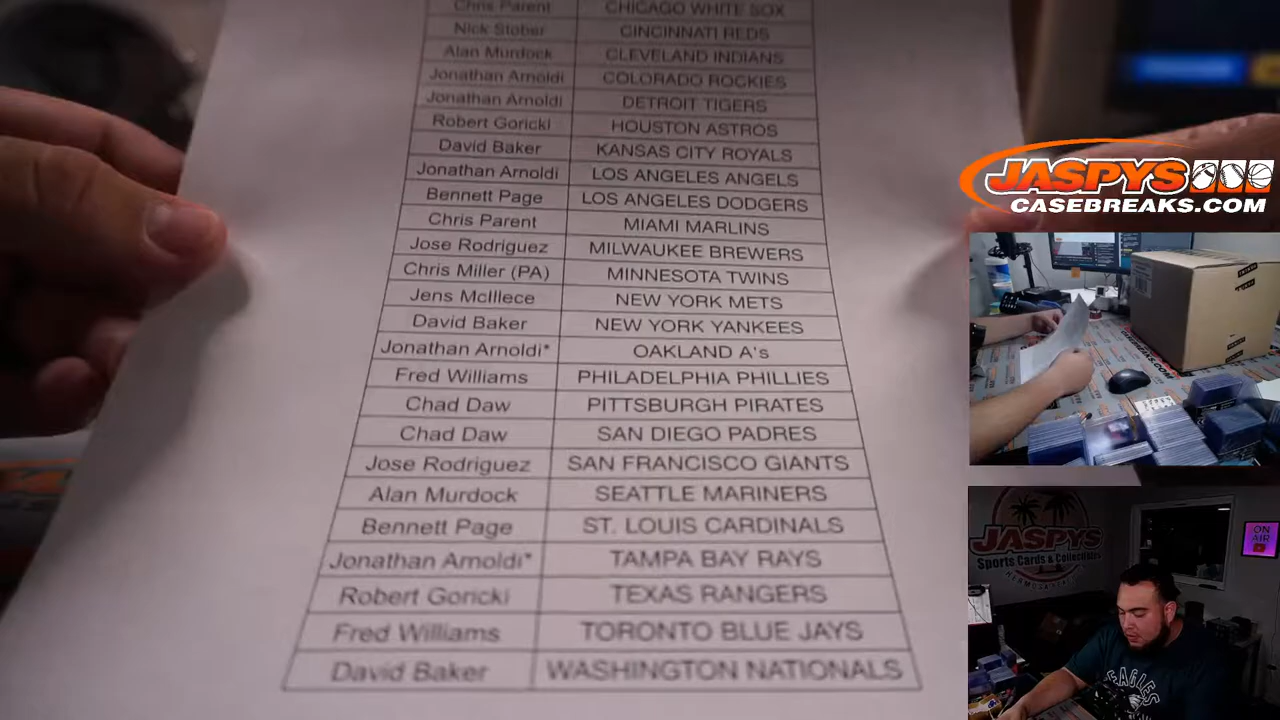 Chris Parent CHICAGO WHITE SOX
Nick Stober CINCINNATI REDS
Alan Murdock CLEVELAND INDIANS
Jonathan Arnoldi COLORADO ROCKIES
Jonathan Arnoldi DETROIT TIGERS
Robert Goricki HOUSTON ASTROS
David Baker KANSAS CITY ROYALS
Jonathan Arnoldi LOS ANGELES ANGELS
Bennett Page LOS ANGELES DODGERS
Chris Parent MIAMI MARLINS
Jose Rodriguez MILWAUKEE BREWERS
Chris Miller (PA) MINNESOTA TWINS
Jens McIllece NEW YORK METS
David Baker NEW YORK YANKEES
Jonathan Arnoldi* OAKLAND A's
Fred Williams PHILADELPHIA PHILLIES
Chad Daw PITTSBURGH PIRATES
Chad Daw SAN DIEGO PADRES
Jose Rodriguez SAN FRANCISCO GIANTS
Alan Murdock SEATTLE MARINERS
Bennett Page ST. LOUIS CARDINALS
Jonathan Arnoldi* TAMPA BAY RAYS
Robert Goricki TEXAS RANGERS
Fred Williams TORONTO BLUE JAYS
David Baker WASHINGTON NATIONALS
JASPYS
CASEBREAKS.COM
JASPYS
Sports Cards & Collectibles
ON
AIR
EAGLES